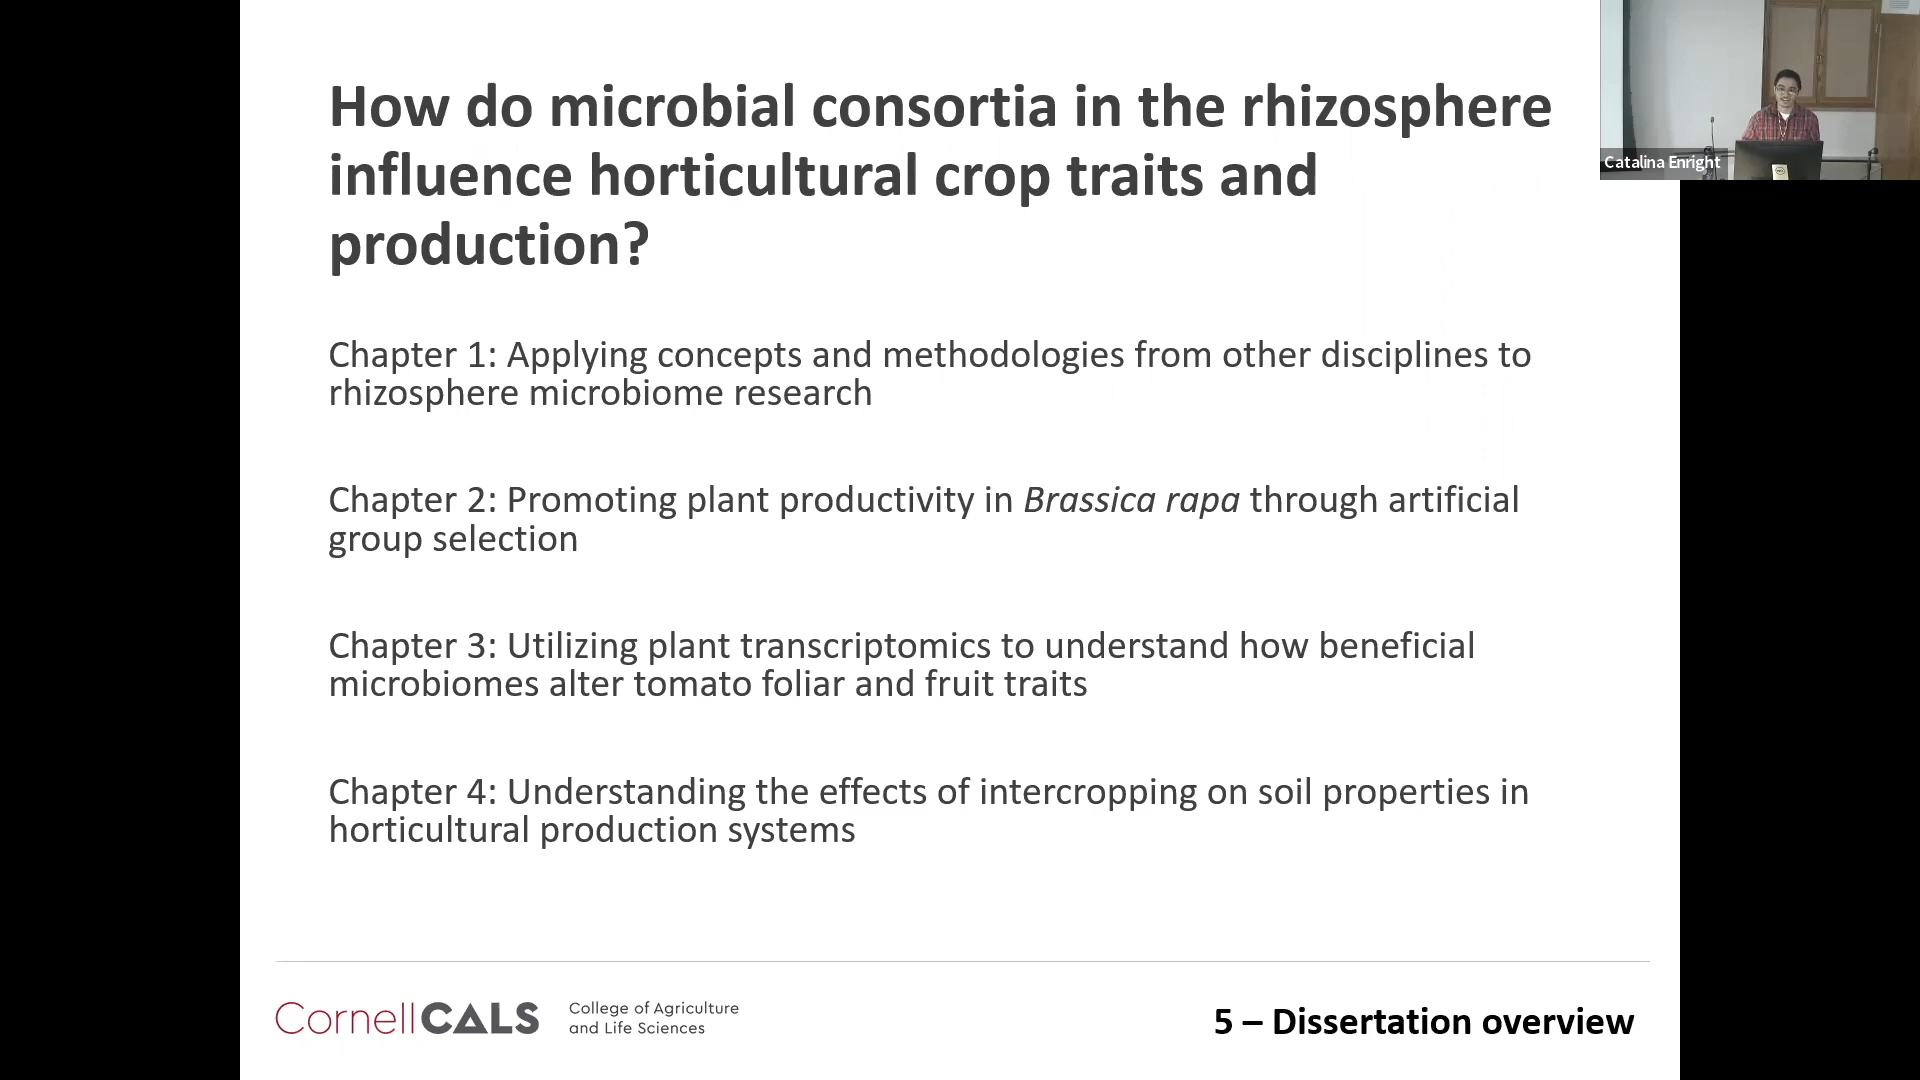 How do microbial consortia in the rhizosphere
influence horticultural crop traits and
production?
Catalina Enright
Chapter 1: Applying concepts and methodologies from other disciplines to
rhizosphere microbiome research
Chapter 2: Promoting plant productivity in Brassica rapa through artificial
group selection
Chapter 3: Utilizing plant transcriptomics to understand how beneficial
microbiomes alter tomato foliar and fruit traits
Chapter 4: Understanding the effects of intercropping on soil properties in
horticultural production systems
CornellCALS
College of Agriculture
and Life Sciences
5 – Dissertation overview